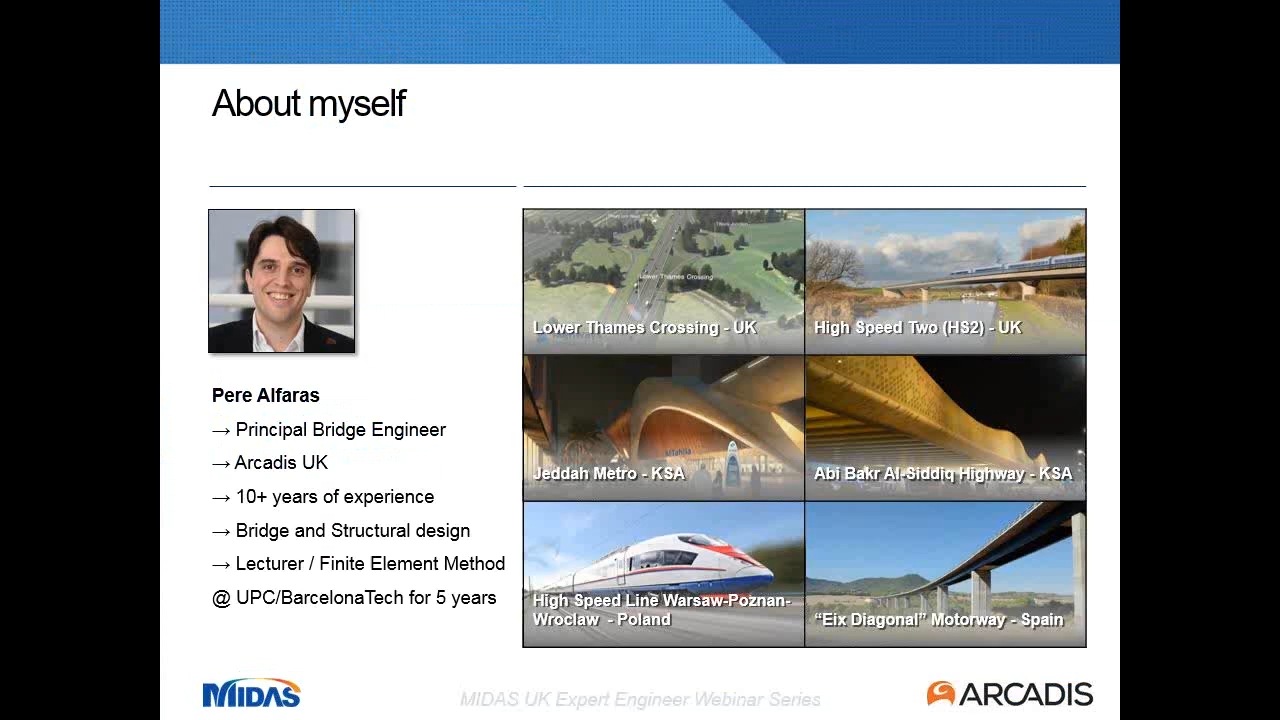 About myself
Pere Alfaras
→ Principal Bridge Engineer
→ Arcadis UK
→ 10+ years of experience
→ Bridge and Structural design
→ Lecturer / Finite Element Method
@ UPC/BarcelonaTech for 5 years
Lower Thames Crossing
Lower Thames Crossing - UK
High Speed Two (HS2) - UK
Jeddah Metro - KSA
Abi Bakr Al-Siddiq Highway - KSA
High Speed Line Warsaw-Poznan-
Wroclaw - Poland
“Eix Diagonal” Motorway - Spain
MIDAS
MIDAS UK Expert Engineer Webinar Series
ARCADIS